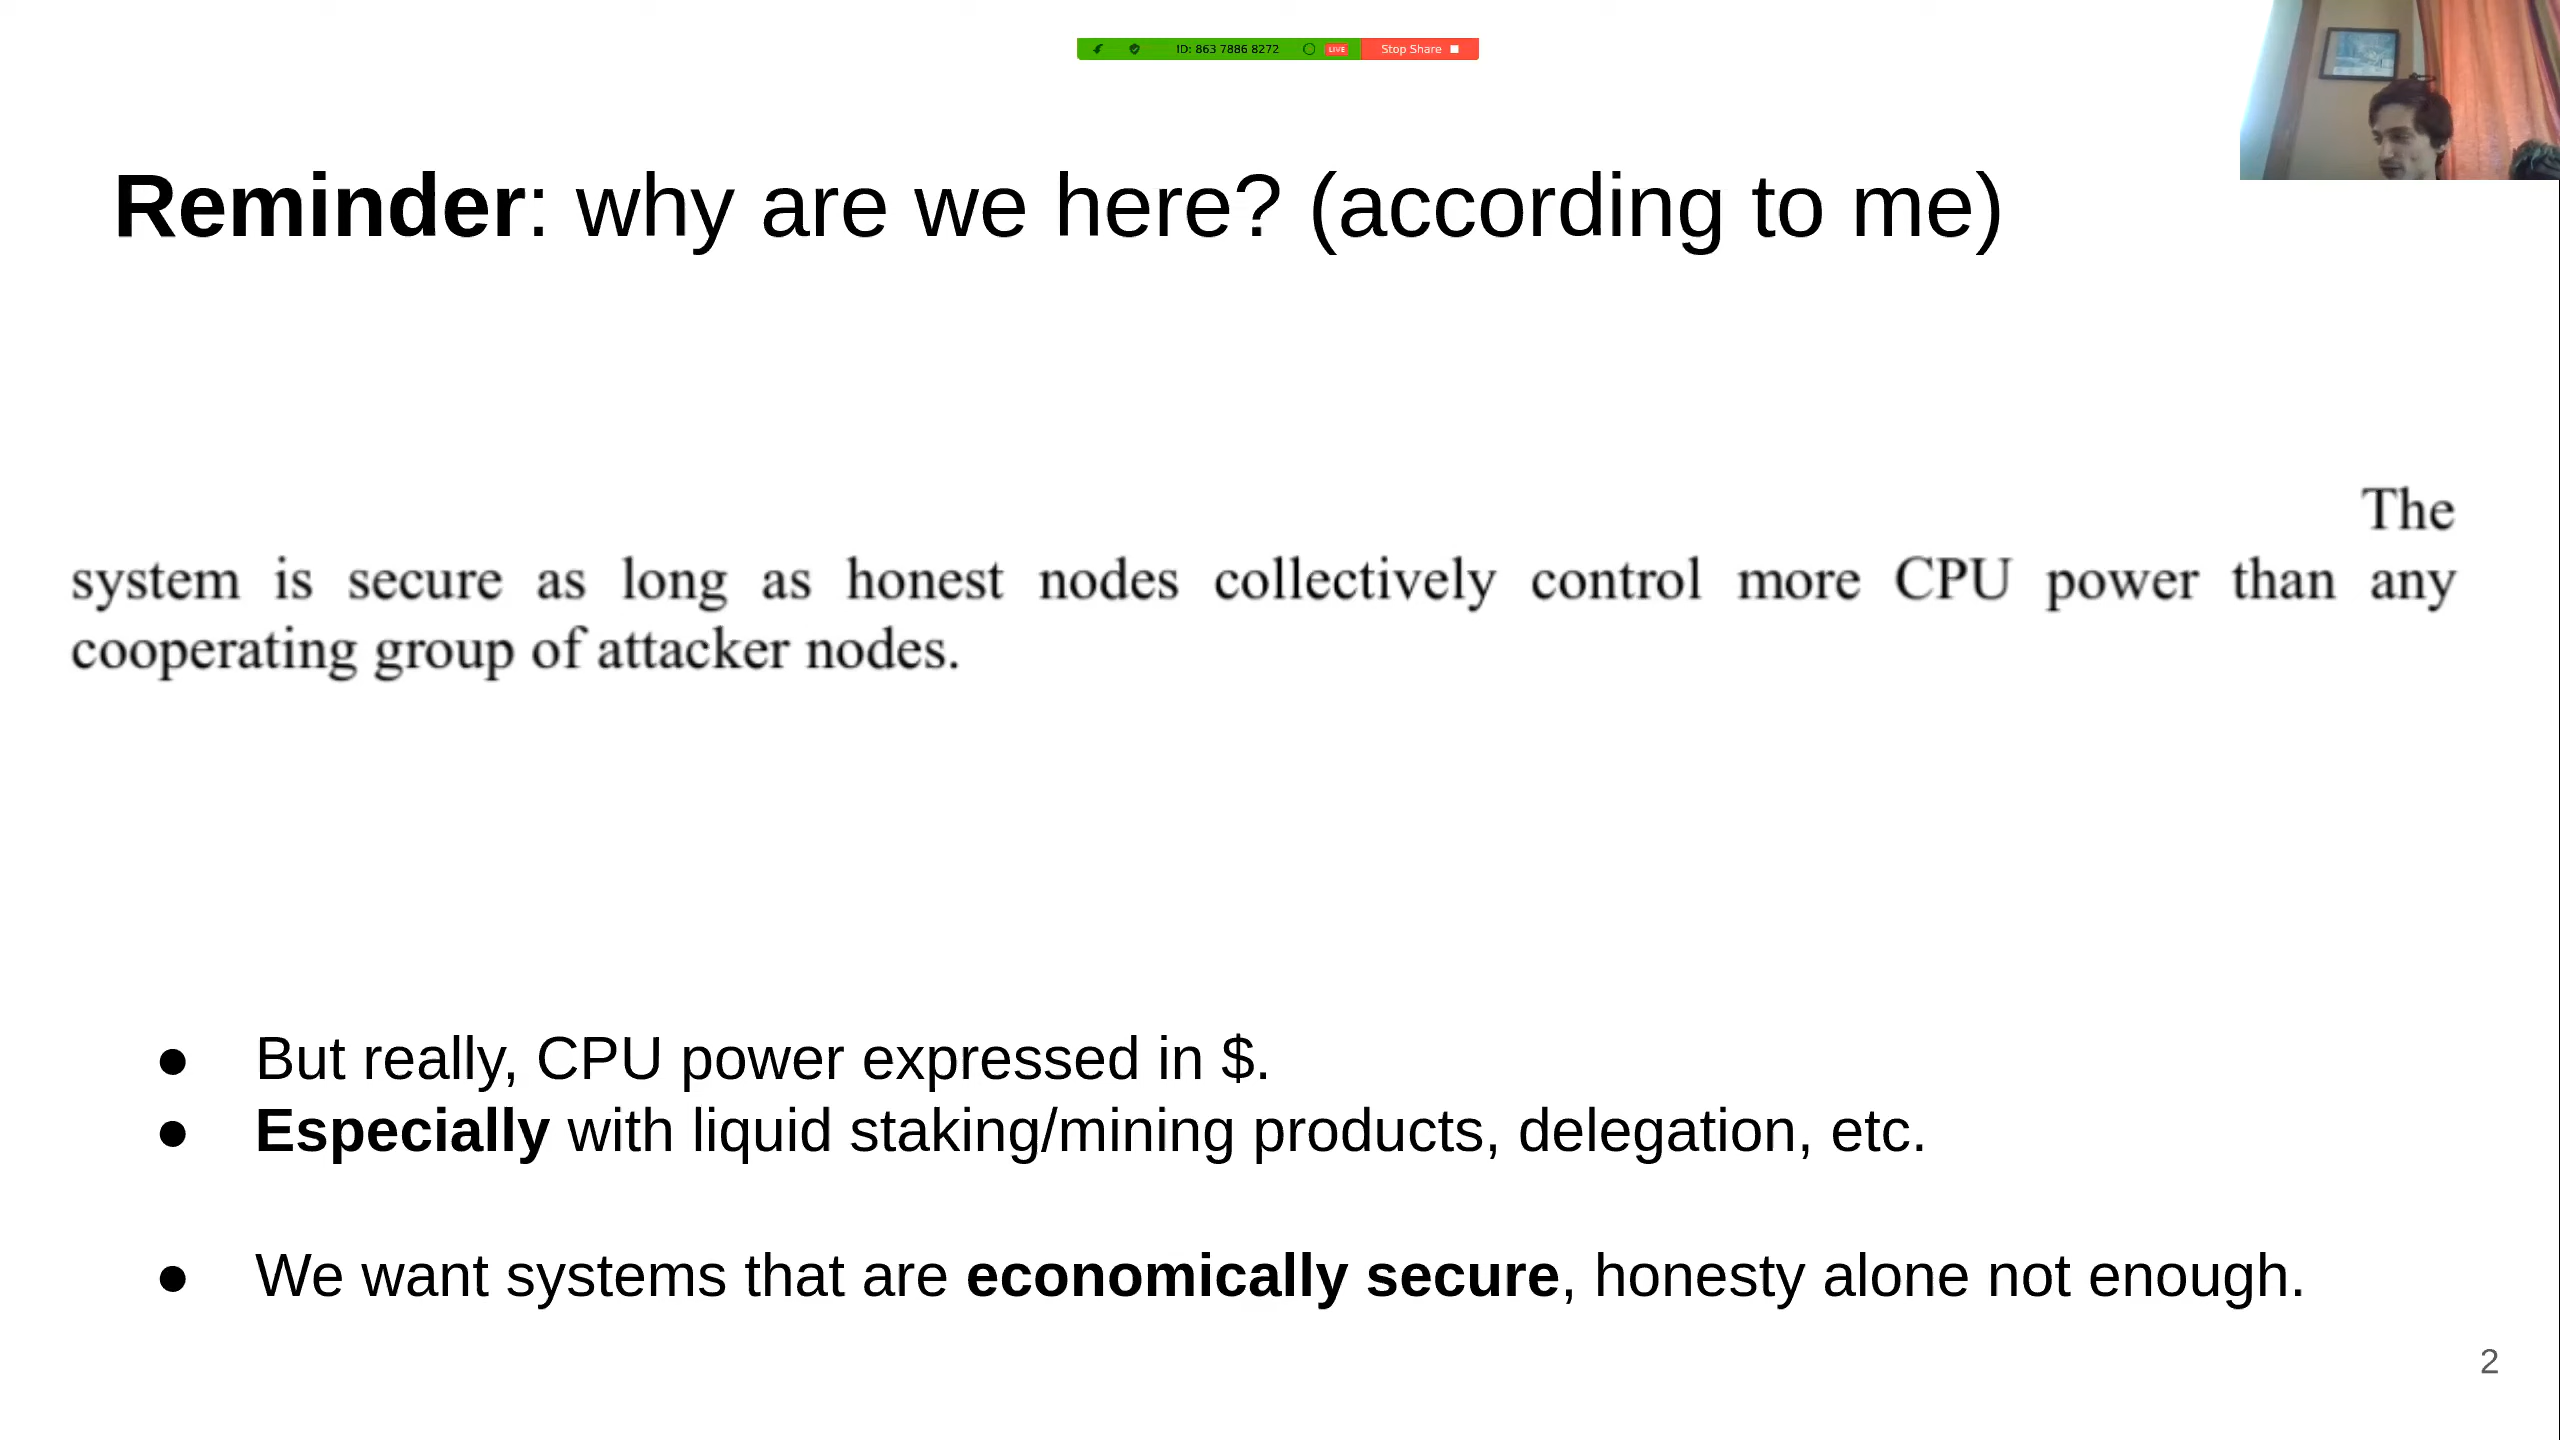 ID: 863 7886 8272 LIVE Stop Share
Reminder: why are we here? (according to me)
The
system is secure as long as honest nodes collectively control more CPU power than any
cooperating group of attacker nodes.
● But really, CPU power expressed in $.
● Especially with liquid staking/mining products, delegation, etc.
● We want systems that are economically secure, honesty alone not enough.
2